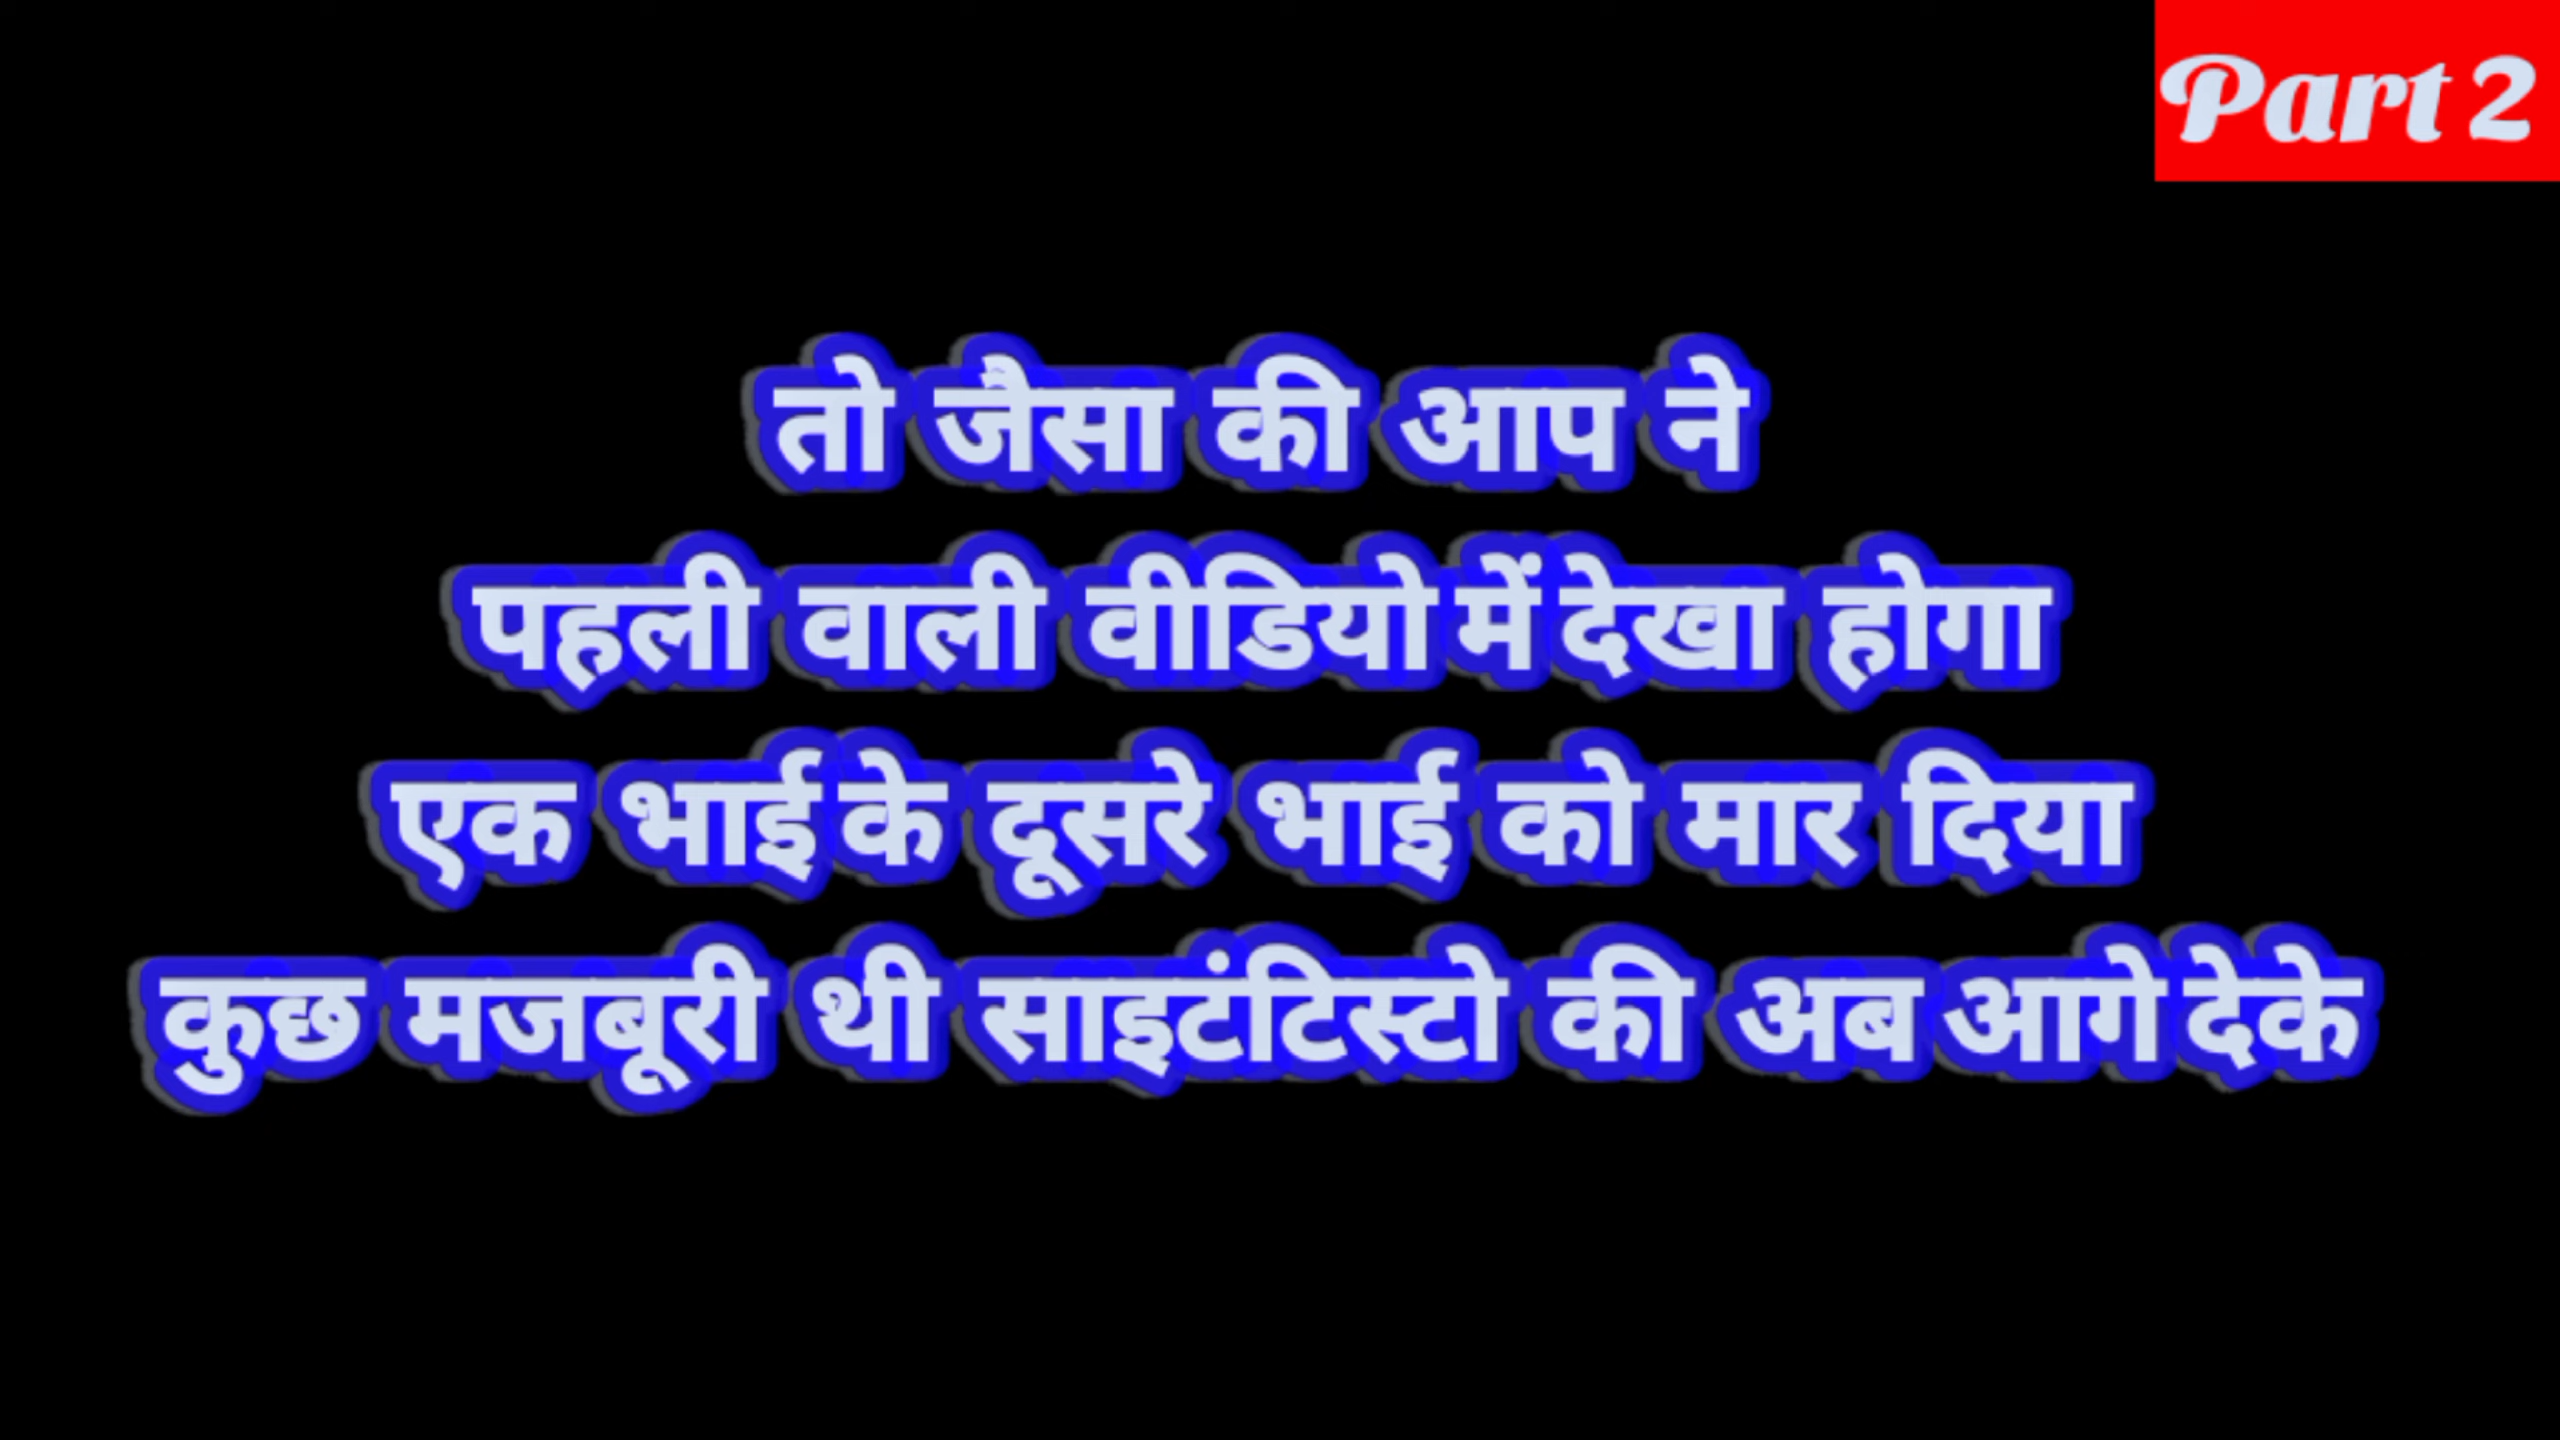 Part 2
तो जैसा की आप ने
पहली वाली वीडियो में देखा होगा
एक भाई के दूसरे भाई को मार दिया
कुछ मजबूरी थी साइटंटिस्टो की अब आगे देके